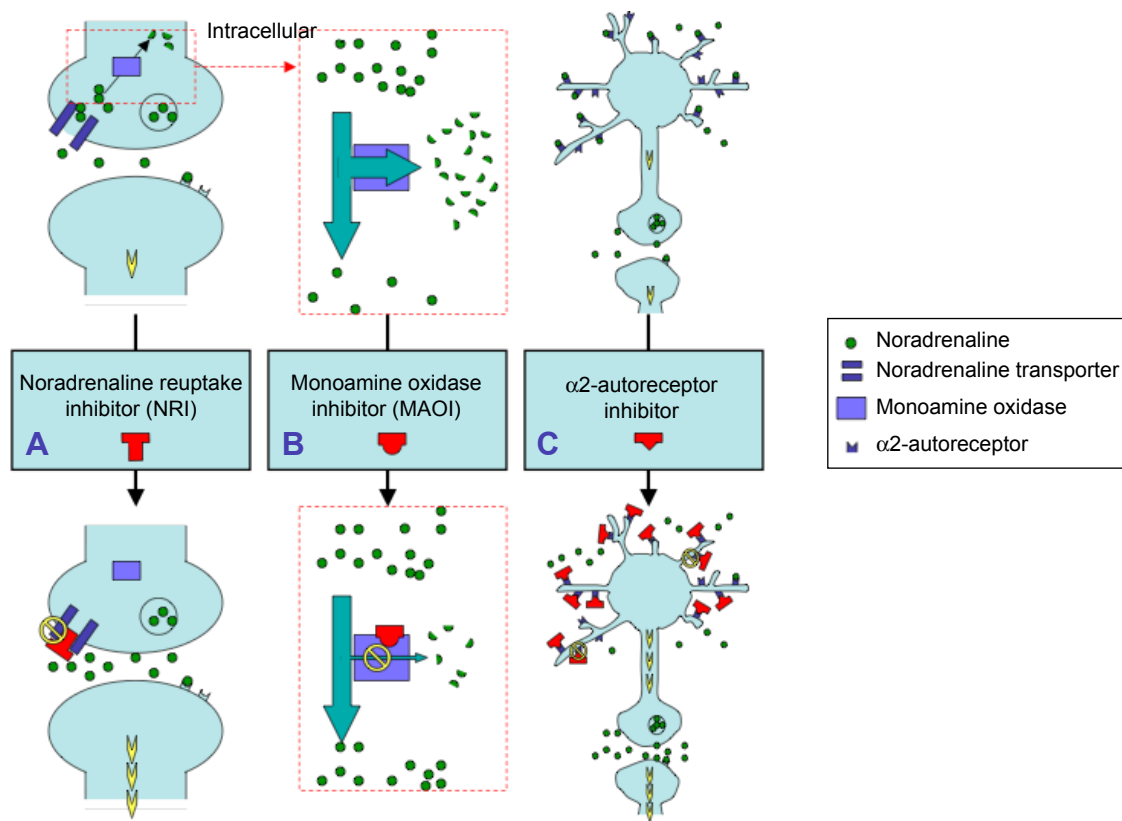 Intracellular
Noradrenaline reuptake
inhibitor (NRI)
A
Monoamine oxidase
inhibitor (MAOI)
B
α2-autoreceptor
inhibitor
C
Noradrenaline
Noradrenaline transporter
Monoamine oxidase
α2-autoreceptor